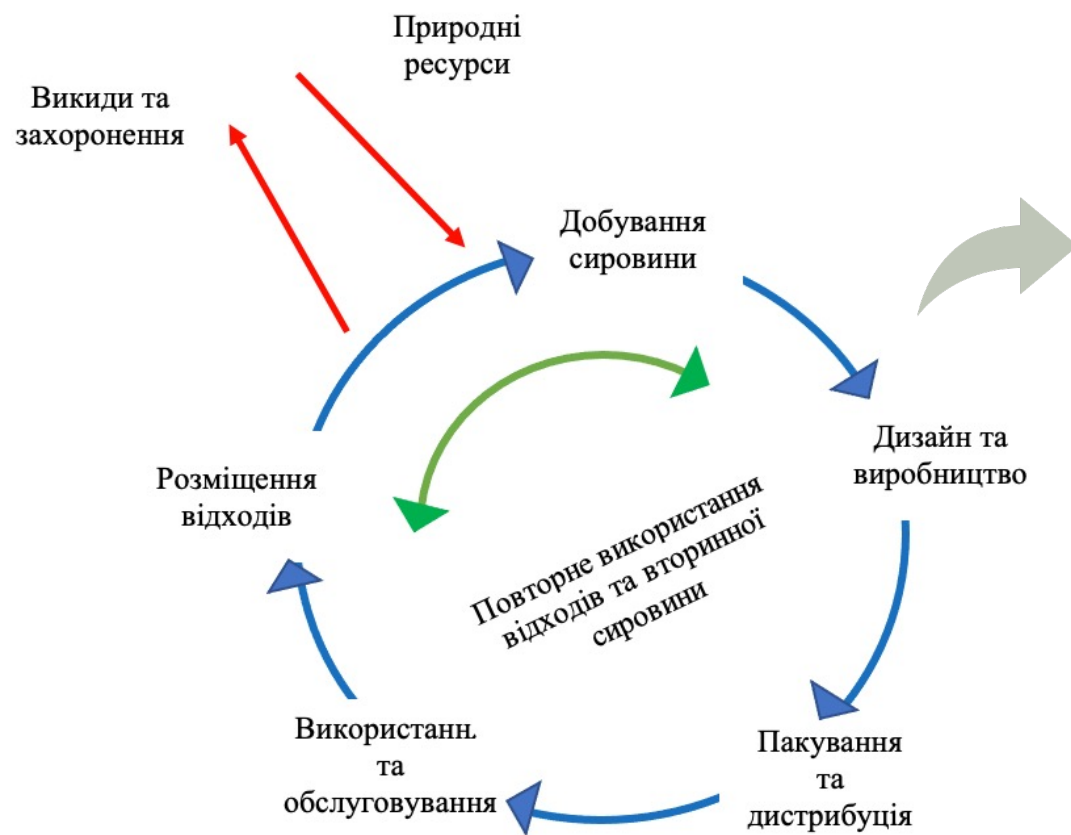 Природні
ресурси
Викиди та
захоронення
Добування
сировини
Дизайн та
виробництво
Розміщення
відходів
Повторне використання
відходів та вторинної
сировини
Використанн
та
обслуговування
Пакування
та
дистрибуція